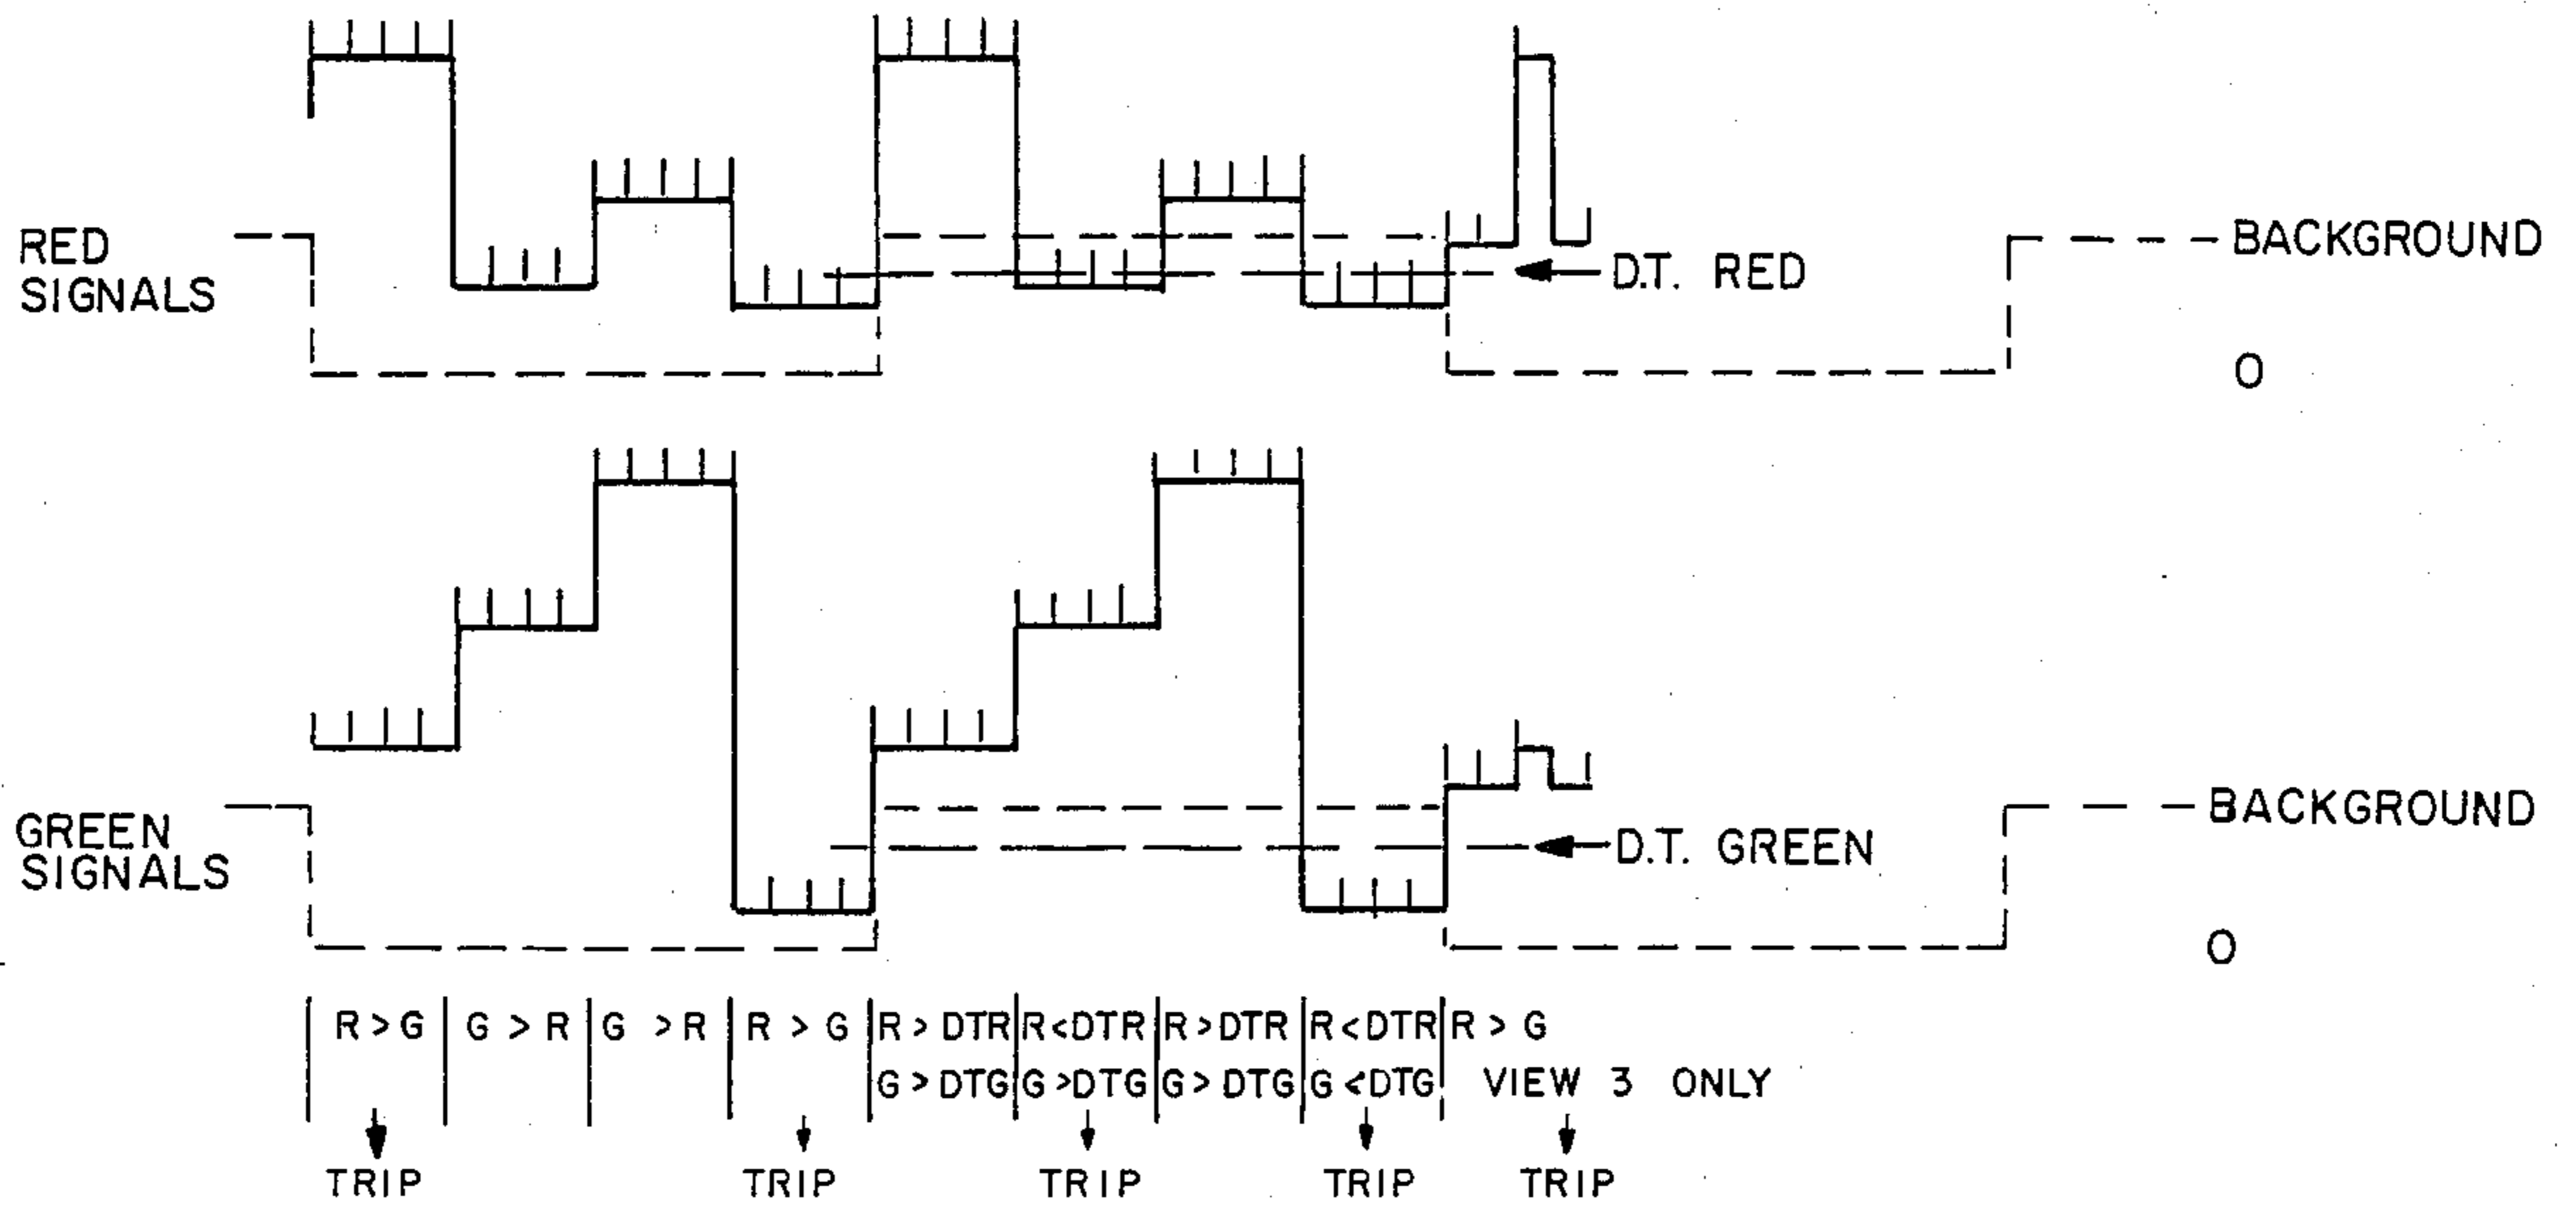 RED
SIGNALS
BACKGROUND
D.T. RED
0
GREEN
SIGNALS
BACKGROUND
D.T. GREEN
0
R > G G > R G > R R > G R > DTR R < DTR R > DTR R < DTR R > G
G > DTG G > DTG G > DTG G < DTG VIEW 3 ONLY
TRIP TRIP TRIP TRIP TRIP